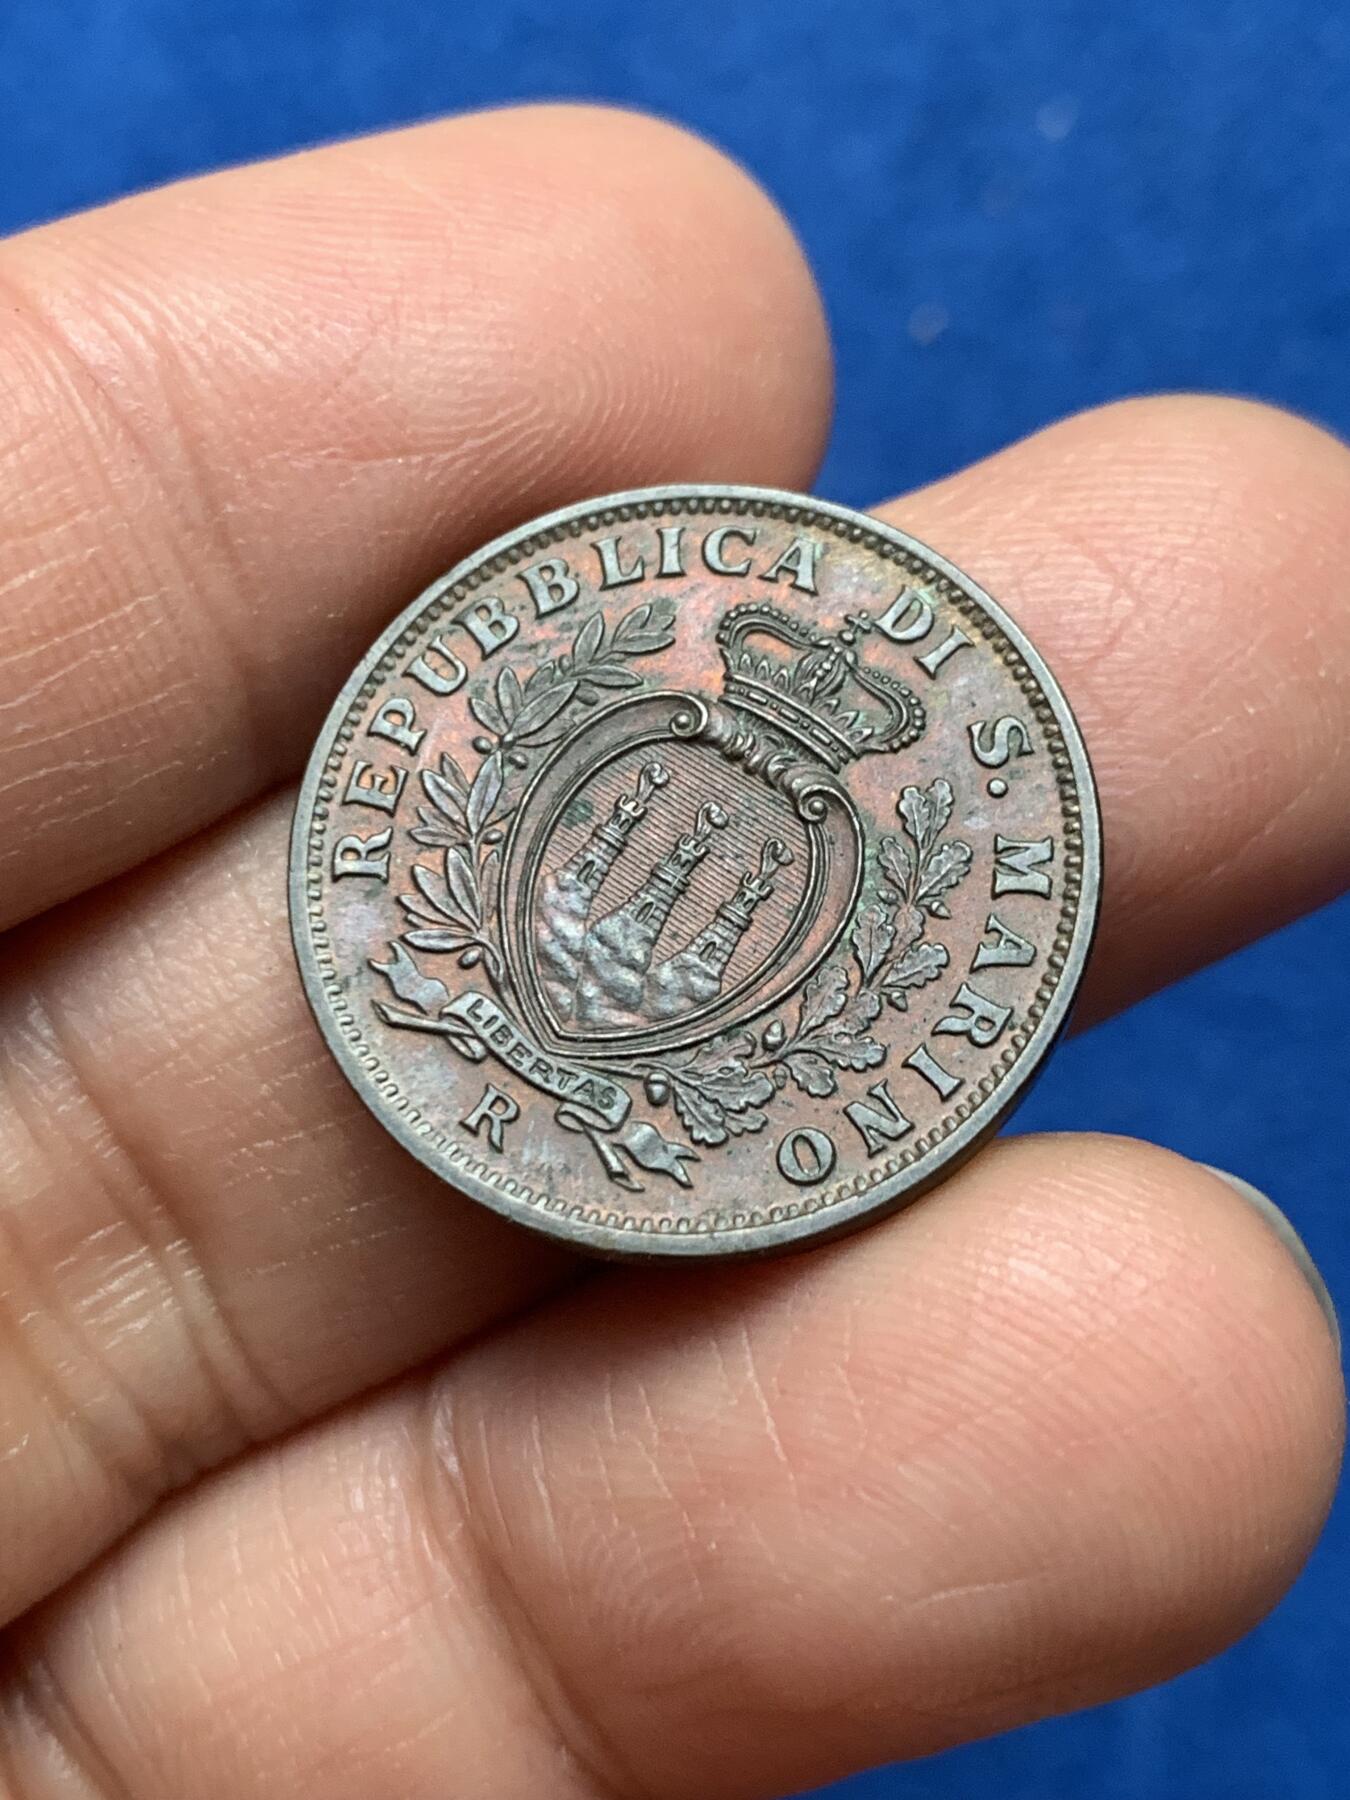 REPUBBLICA DI S. MARINO
LIBERTAS
R